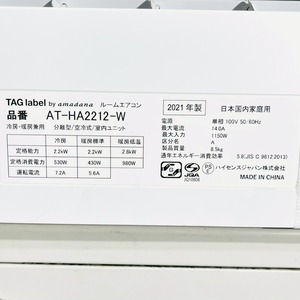 TAG label by amadana ルームエアコン
品番 AT-HA2212-W
冷房・暖房兼用 分離型/空冷式/室内ユニット
冷房 暖房標準 暖房低温
定格能力 2.2kW 2.2kW 2.8kW
定格消費電力 530W 430W 980W
運転電流 7.2A 5.6A
2021年製 日本国内家庭用
電源 単相 100V 50/60Hz
最大電流 14.0A
最大消費電力 1150W
区分名 A
製品質量 8.5kg
通年エネルギー消費効率 5.8(JIS C 9612:2013)
JQA
JQ10808
PS E
ハイセンスジャパン株式会社
MADE IN CHINA